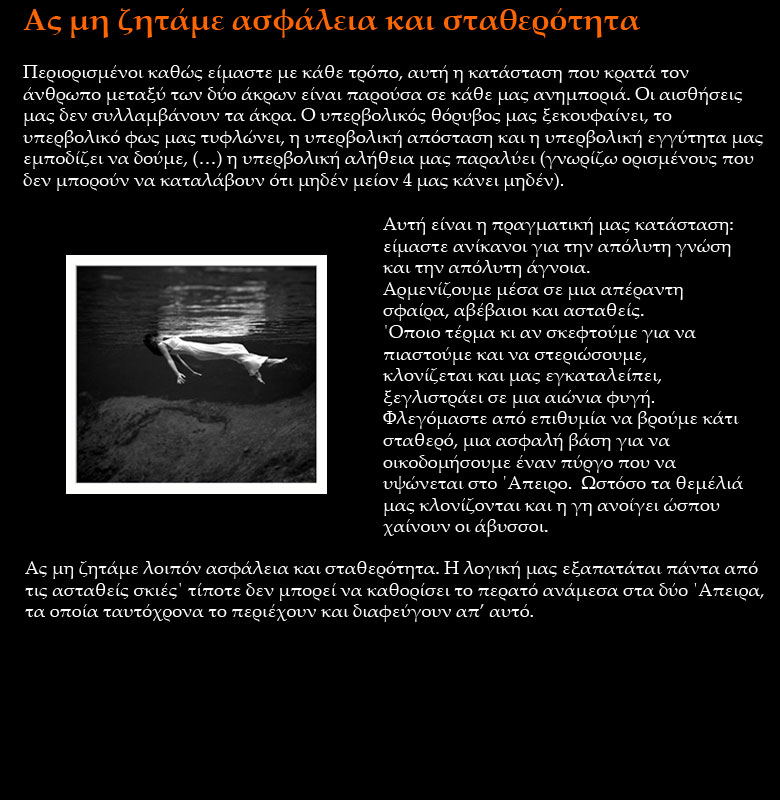 Ας μη ζητάμε ασφάλεια και σταθερότητα
Περιορισμένοι καθώς είμαστε με κάθε τρόπο, αυτή η κατάσταση που κρατά τον
άνθρωπο μεταξύ των δύο άκρων είναι παρούσα σε κάθε μας ανημποριά. Οι αισθήσεις
μας δεν συλλαμβάνουν τα άκρα. Ο υπερβολικός θόρυβος μας ξεκουφαίνει, το
υπερβολικό φως μας τυφλώνει, η υπερβολική απόσταση και η υπερβολική εγγύτητα μας
εμποδίζει να δούμε, (…) η υπερβολική αλήθεια μας παραλύει (γνωρίζω ορισμένους που
δεν μπορούν να καταλάβουν ότι μηδέν μείον 4 μας κάνει μηδέν).
Αυτή είναι η πραγματική μας κατάσταση:
είμαστε ανίκανοι για την απόλυτη γνώση
και την απόλυτη άγνοια.
Αρμενίζουμε μέσα σε μια απέραντη
σφαίρα, αβέβαιοι και ασταθείς.
΄Οποιο τέρμα κι αν σκεφτούμε για να
πιαστούμε και να στεριώσουμε,
κλονίζεται και μας εγκαταλείπει,
ξεγλιστράει σε μια αιώνια φυγή.
Φλεγόμαστε από επιθυμία να βρούμε κάτι
σταθερό, μια ασφαλή βάση για να
οικοδομήσουμε έναν πύργο που να
υψώνεται στο ΄Απειρο.  Ωστόσο τα θεμέλιά
μας κλονίζονται και η γη ανοίγει ώσπου
χαίνουν οι άβυσσοι.
Ας μη ζητάμε λοιπόν ασφάλεια και σταθερότητα. Η λογική μας εξαπατάται πάντα από
τις ασταθείς σκιές΄ τίποτε δεν μπορεί να καθορίσει το περατό ανάμεσα στα δύο ΄Απειρα,
τα οποία ταυτόχρονα το περιέχουν και διαφεύγουν απ’ αυτό.